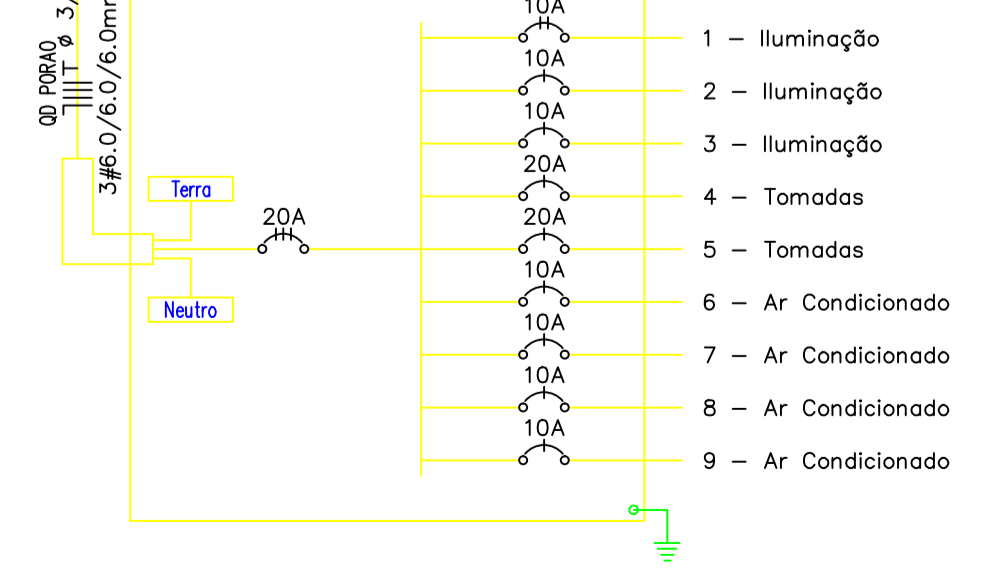 10A
1 – Iluminação
10A
2 – Iluminação
10A
3 – Iluminação
20A
4 – Tomadas
20A
5 – Tomadas
10A
6 – Ar Condicionado
10A
7 – Ar Condicionado
10A
8 – Ar Condicionado
10A
9 – Ar Condicionado
QD PORAO
T ø 3/
3#6.0/6.0/6.0mm
Terra
20A
Neutro